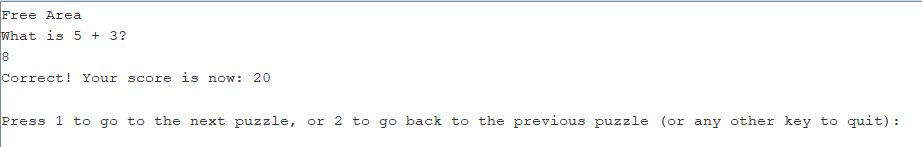 Free Area
What is 5 + 3?
8
Correct! Your score is now: 20
Press 1 to go to the next puzzle, or 2 to go back to the previous puzzle (or any other key to quit):